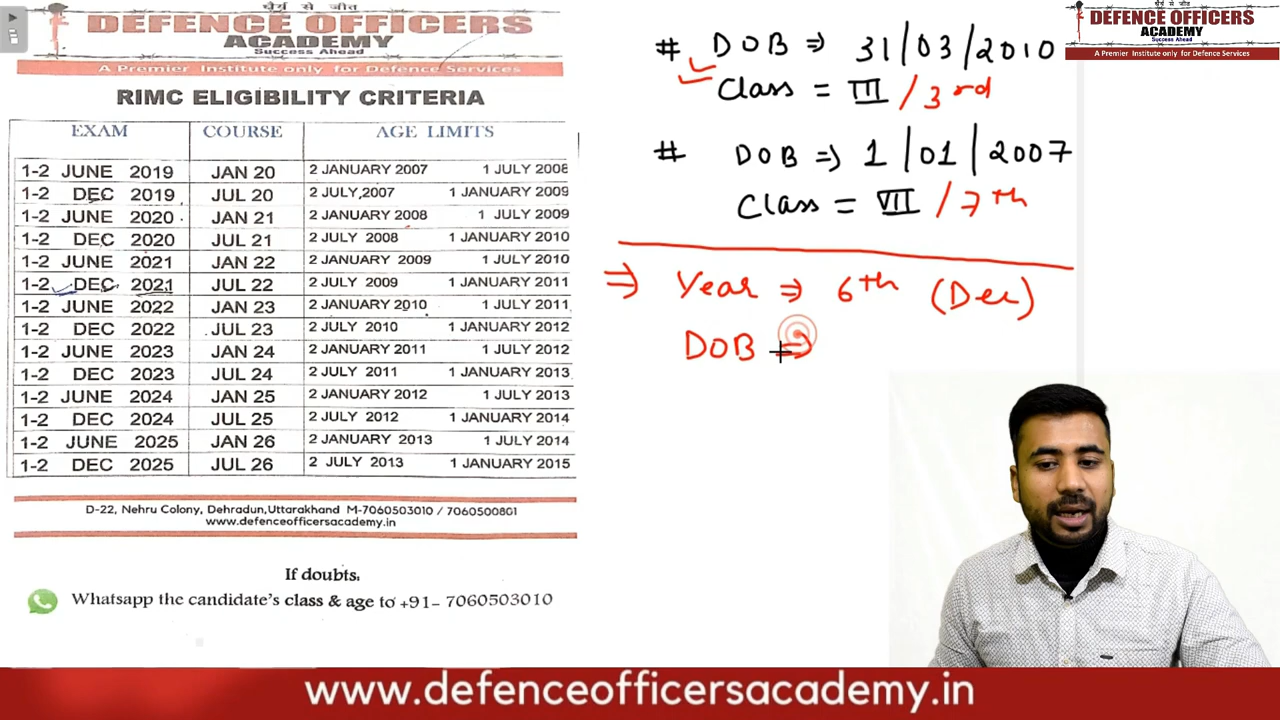 धैर्य से जीत
DEFENCE OFFICERS
ACADEMY
Success Ahead
A Premier Institute only for Defence Services
RIMC ELIGIBILITY CRITERIA
EXAM COURSE AGE LIMITS
1-2 JUNE 2019 JAN 20 2 JANUARY 2007 1 JULY 2008
1-2 DEC 2019 JUL 20 2 JULY,2007 1 JANUARY 2009
1-2 JUNE 2020 JAN 21 2 JANUARY 2008 1 JULY 2009
1-2 DEC 2020 JUL 21 2 JULY 2008 1 JANUARY 2010
1-2 JUNE 2021 JAN 22 2 JANUARY 2009 1 JULY 2010
1-2 DEC 2021 JUL 22 2 JULY 2009 1 JANUARY 2011
1-2 JUNE 2022 JAN 23 2 JANUARY 2010 1 JULY 2011
1-2 DEC 2022 JUL 23 2 JULY 2010 1 JANUARY 2012
1-2 JUNE 2023 JAN 24 2 JANUARY 2011 1 JULY 2012
1-2 DEC 2023 JUL 24 2 JULY 2011 1 JANUARY 2013
1-2 JUNE 2024 JAN 25 2 JANUARY 2012 1 JULY 2013
1-2 DEC 2024 JUL 25 2 JULY 2012 1 JANUARY 2014
1-2 JUNE 2025 JAN 26 2 JANUARY 2013 1 JULY 2014
1-2 DEC 2025 JUL 26 2 JULY 2013 1 JANUARY 2015
D-22, Nehru Colony, Dehradun,Uttarakhand M-7060503010 / 7060500801
www.defenceofficersacademy.in
If doubts:
Whatsapp the candidate's class & age to +91- 7060503010
# DOB ⇒ 31/03/2010
Class = III / 3rd
# DOB ⇒ 1/01/2007
Class = VII / 7th
⇒ Year ⇒ 6th (Dec)
DOB ⇒
धैर्य से जीत
DEFENCE OFFICERS
ACADEMY
Success Ahead
A Premier Institute only for Defence Services
www.defenceofficersacademy.in